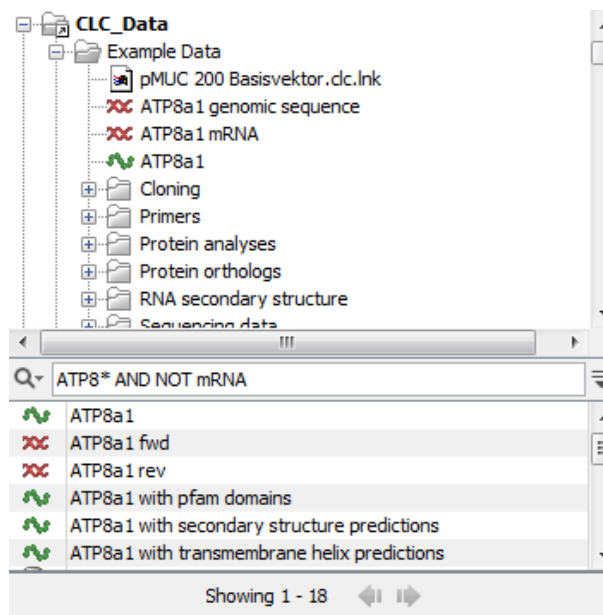 CLC_Data
Example Data
pMUC 200 Basisvektor.clc.lnk
ATP8a1 genomic sequence
ATP8a1 mRNA
ATP8a1
Cloning
Primers
Protein analyses
Protein orthologs
RNA secondary structure
Sequencing data
ATP8* AND NOT mRNA
ATP8a1
ATP8a1 fwd
ATP8a1 rev
ATP8a1 with pfam domains
ATP8a1 with secondary structure predictions
ATP8a1 with transmembrane helix predictions
Showing 1 - 18